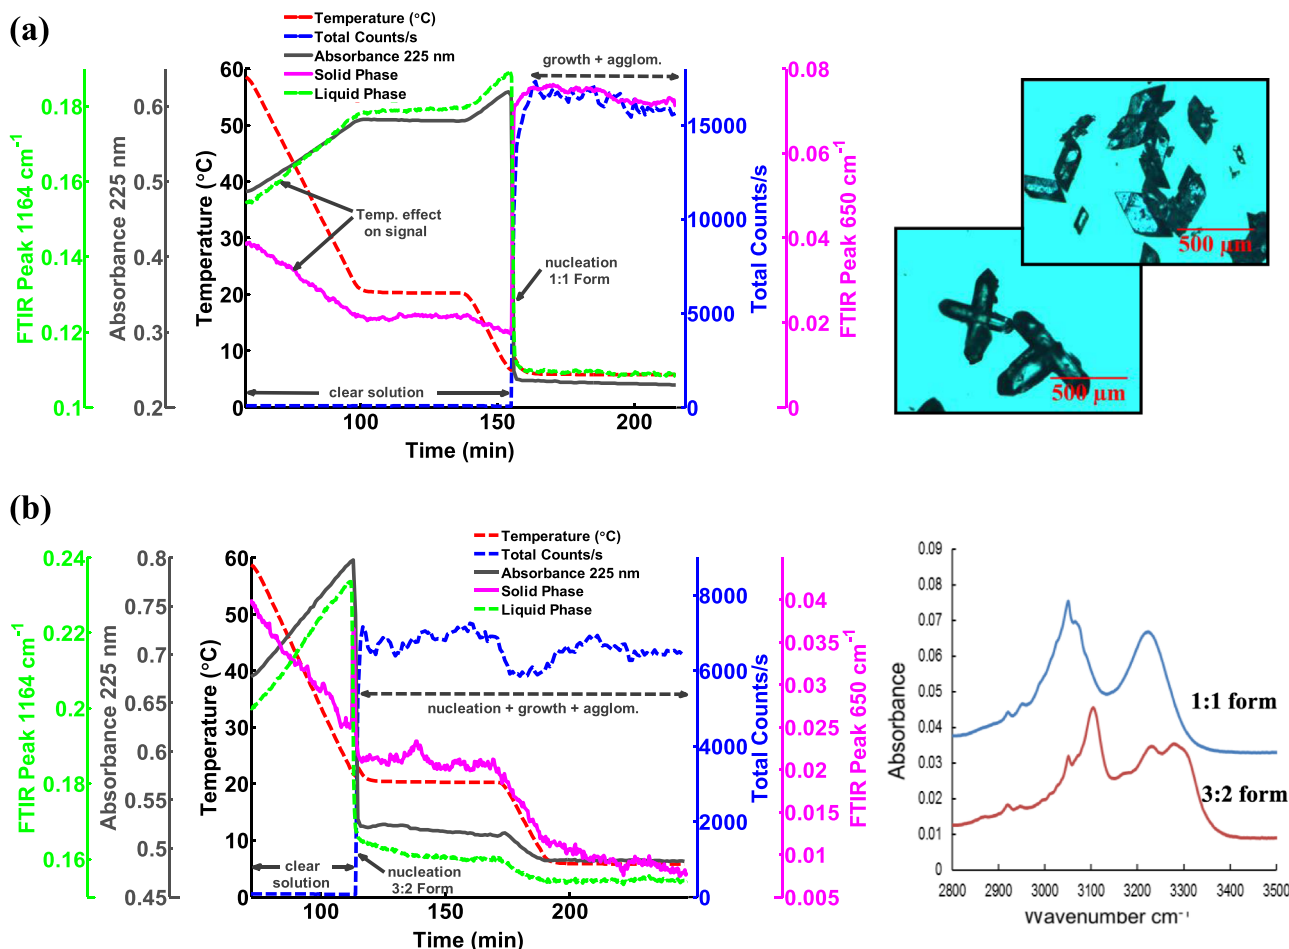 (a)
Temperature (°C)
Total Counts/s
Absorbance 225 nm
Solid Phase
Liquid Phase
growth + agglom.
FTIR Peak 1164 cm⁻¹
0.18
0.16
0.14
0.12
0.1
Absorbance 225 nm
0.6
0.5
0.4
0.3
0.2
Temperature (°C)
60
50
40
30
20
10
0
Temp. effect
on signal
nucleation
1:1 Form
clear solution
100
150
200
Time (min)
Total Counts/s
15000
10000
5000
0
FTIR Peak 650 cm⁻¹
0.08
0.06
0.04
0.02
0
500 µm
500 µm
(b)
Temperature (°C)
Total Counts/s
Absorbance 225 nm
Solid Phase
Liquid Phase
FTIR Peak 1164 cm⁻¹
0.24
0.22
0.2
0.18
0.16
Absorbance 225 nm
0.8
0.75
0.7
0.65
0.6
0.55
0.5
0.45
Temperature (°C)
60
50
40
30
20
10
0
nucleation + growth + agglom.
clear
solution
nucleation
3:2 Form
100
150
200
Time (min)
Total Counts/s
8000
6000
4000
2000
0
FTIR Peak 650 cm⁻¹
0.04
0.035
0.03
0.025
0.02
0.015
0.01
0.005
Absorbance
0.09
0.08
0.07
0.06
0.05
0.04
0.03
0.02
0.01
0
1:1 form
3:2 form
2800 2900 3000 3100 3200 3300 3400 3500
Wavenumber cm⁻¹